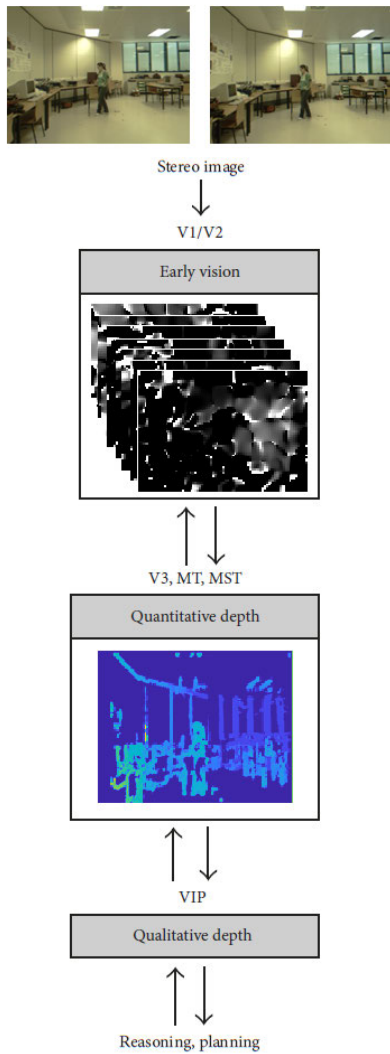 Stereo image
V1/V2
Early vision
V3, MT, MST
Quantitative depth
VIP
Qualitative depth
Reasoning, planning